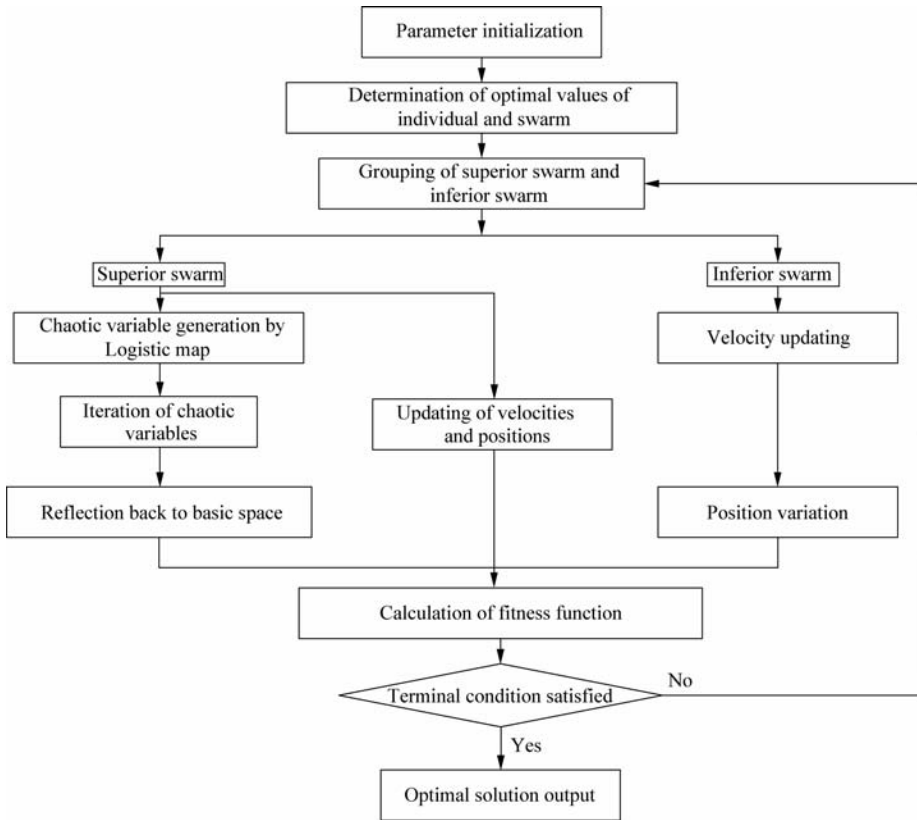 Parameter initialization
Determination of optimal values of
individual and swarm
Grouping of superior swarm and
inferior swarm
Superior swarm
Inferior swarm
Chaotic variable generation by
Logistic map
Velocity updating
Iteration of chaotic
variables
Updating of velocities
and positions
Reflection back to basic space
Position variation
Calculation of fitness function
Terminal condition satisfied
No
Yes
Optimal solution output